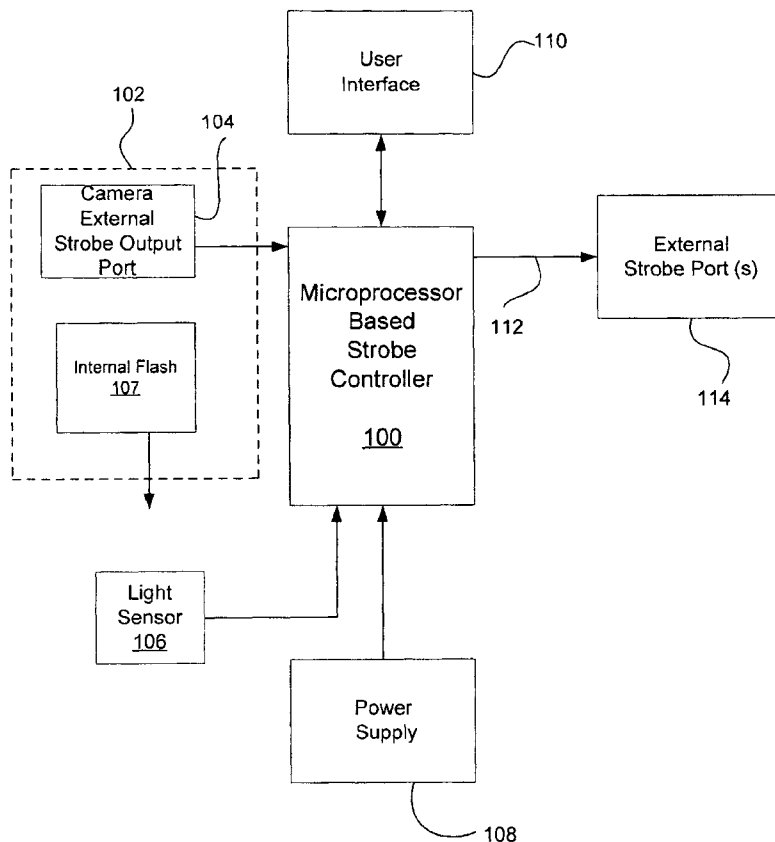 110
User
Interface
102
104
Camera
External
Strobe Output
Port
External
Strobe Port (s)
Microprocessor
Based
Strobe
Controller
112
Internal Flash
107
100
114
Light
Sensor
106
Power
Supply
108